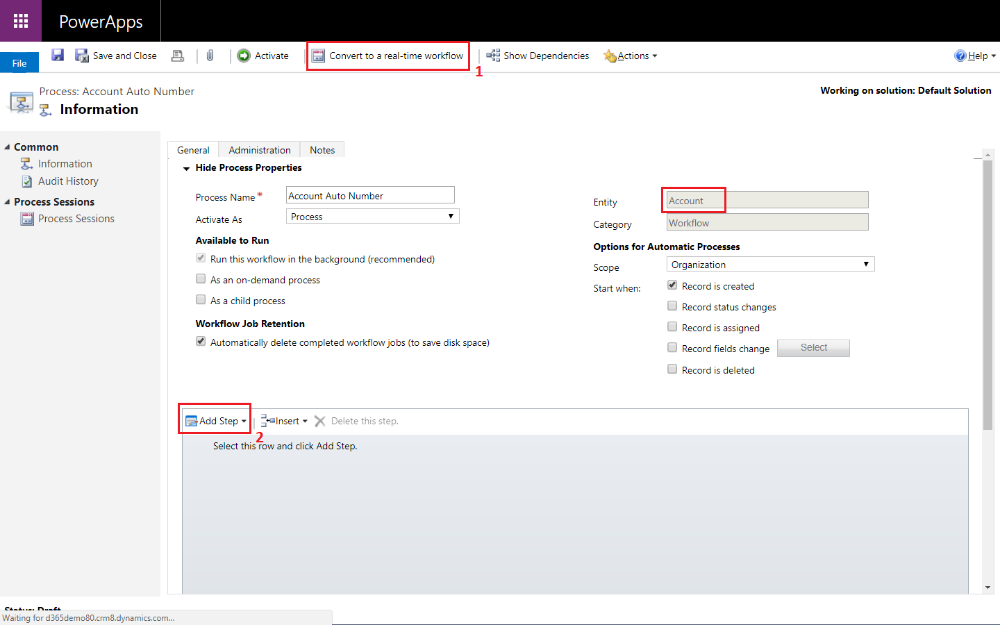 PowerApps
File
Save and Close
Activate
Convert to a real-time workflow
1
Show Dependencies
Actions
Help
Process: Account Auto Number
Information
Working on solution: Default Solution
Common
Information
Audit History
Process Sessions
Process Sessions
General
Administration
Notes
Hide Process Properties
Process Name *
Account Auto Number
Activate As
Process
Available to Run
Run this workflow in the background (recommended)
As an on-demand process
As a child process
Workflow Job Retention
Automatically delete completed workflow jobs (to save disk space)
Entity
Account
Category
Workflow
Options for Automatic Processes
Scope
Organization
Start when:
Record is created
Record status changes
Record is assigned
Record fields change
Select
Record is deleted
Add Step
2
Insert
Delete this step.
Select this row and click Add Step.
Status: Draft
Waiting for d365demo80.crm8.dynamics.com...